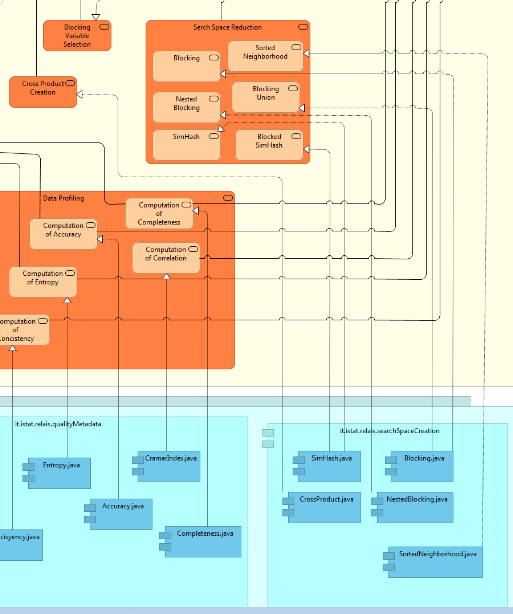 Blocking
Variable
Selection
Serch Space Reduction
Blocking
Sorted
Neighborhood
Cross Product
Creation
Nested
Blocking
Blocking
Union
SimHash
Blocked
SimHash
Data Profiling
Computation
of
Completeness
Computation
of Accuracy
Computation
of Correlation
Computation
of Entropy
omputation
of
Concistency
it.istat.relais.qualityMetadata
it.istat.relais.searchSpaceCreation
Entropy.java
CramerIndex.java
SimHash.java
Blocking.java
Accuracy.java
CrossProduct.java
NestedBlocking.java
cisyency.java
Completeness.java
SortedNeighborhood.java